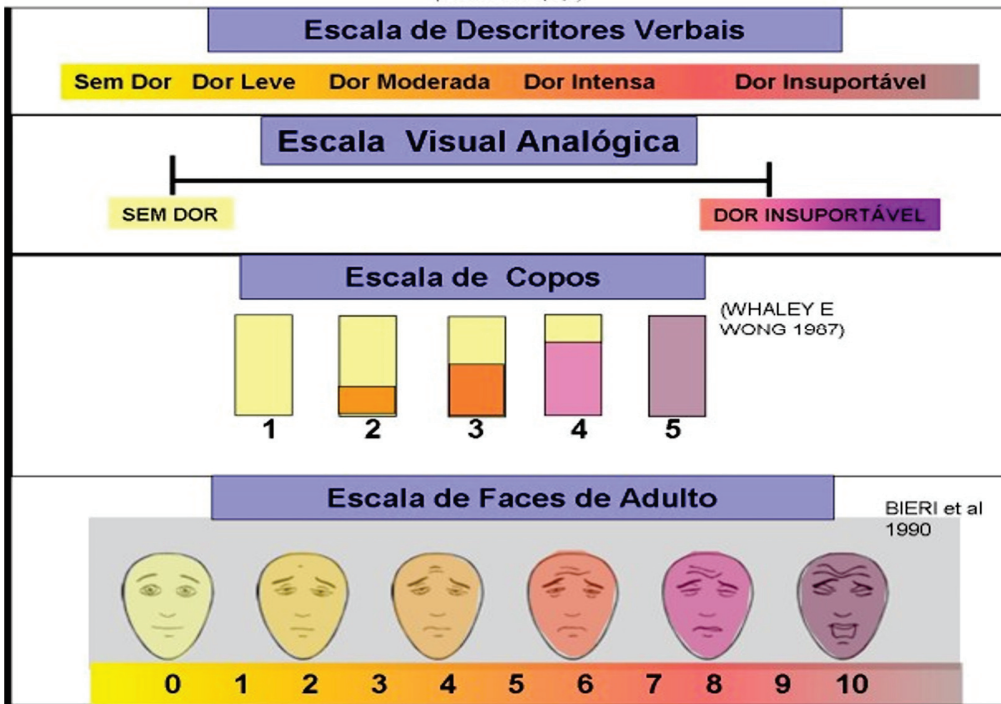 Escala de Descritores Verbais
Sem Dor Dor Leve Dor Moderada Dor Intensa Dor Insuportável
Escala Visual Analógica
SEM DOR DOR INSUPORTÁVEL
Escala de Copos
(WHALEY E
WONG 1987)
1 2 3 4 5
Escala de Faces de Adulto
BIERI et al
1990
0 1 2 3 4 5 6 7 8 9 10